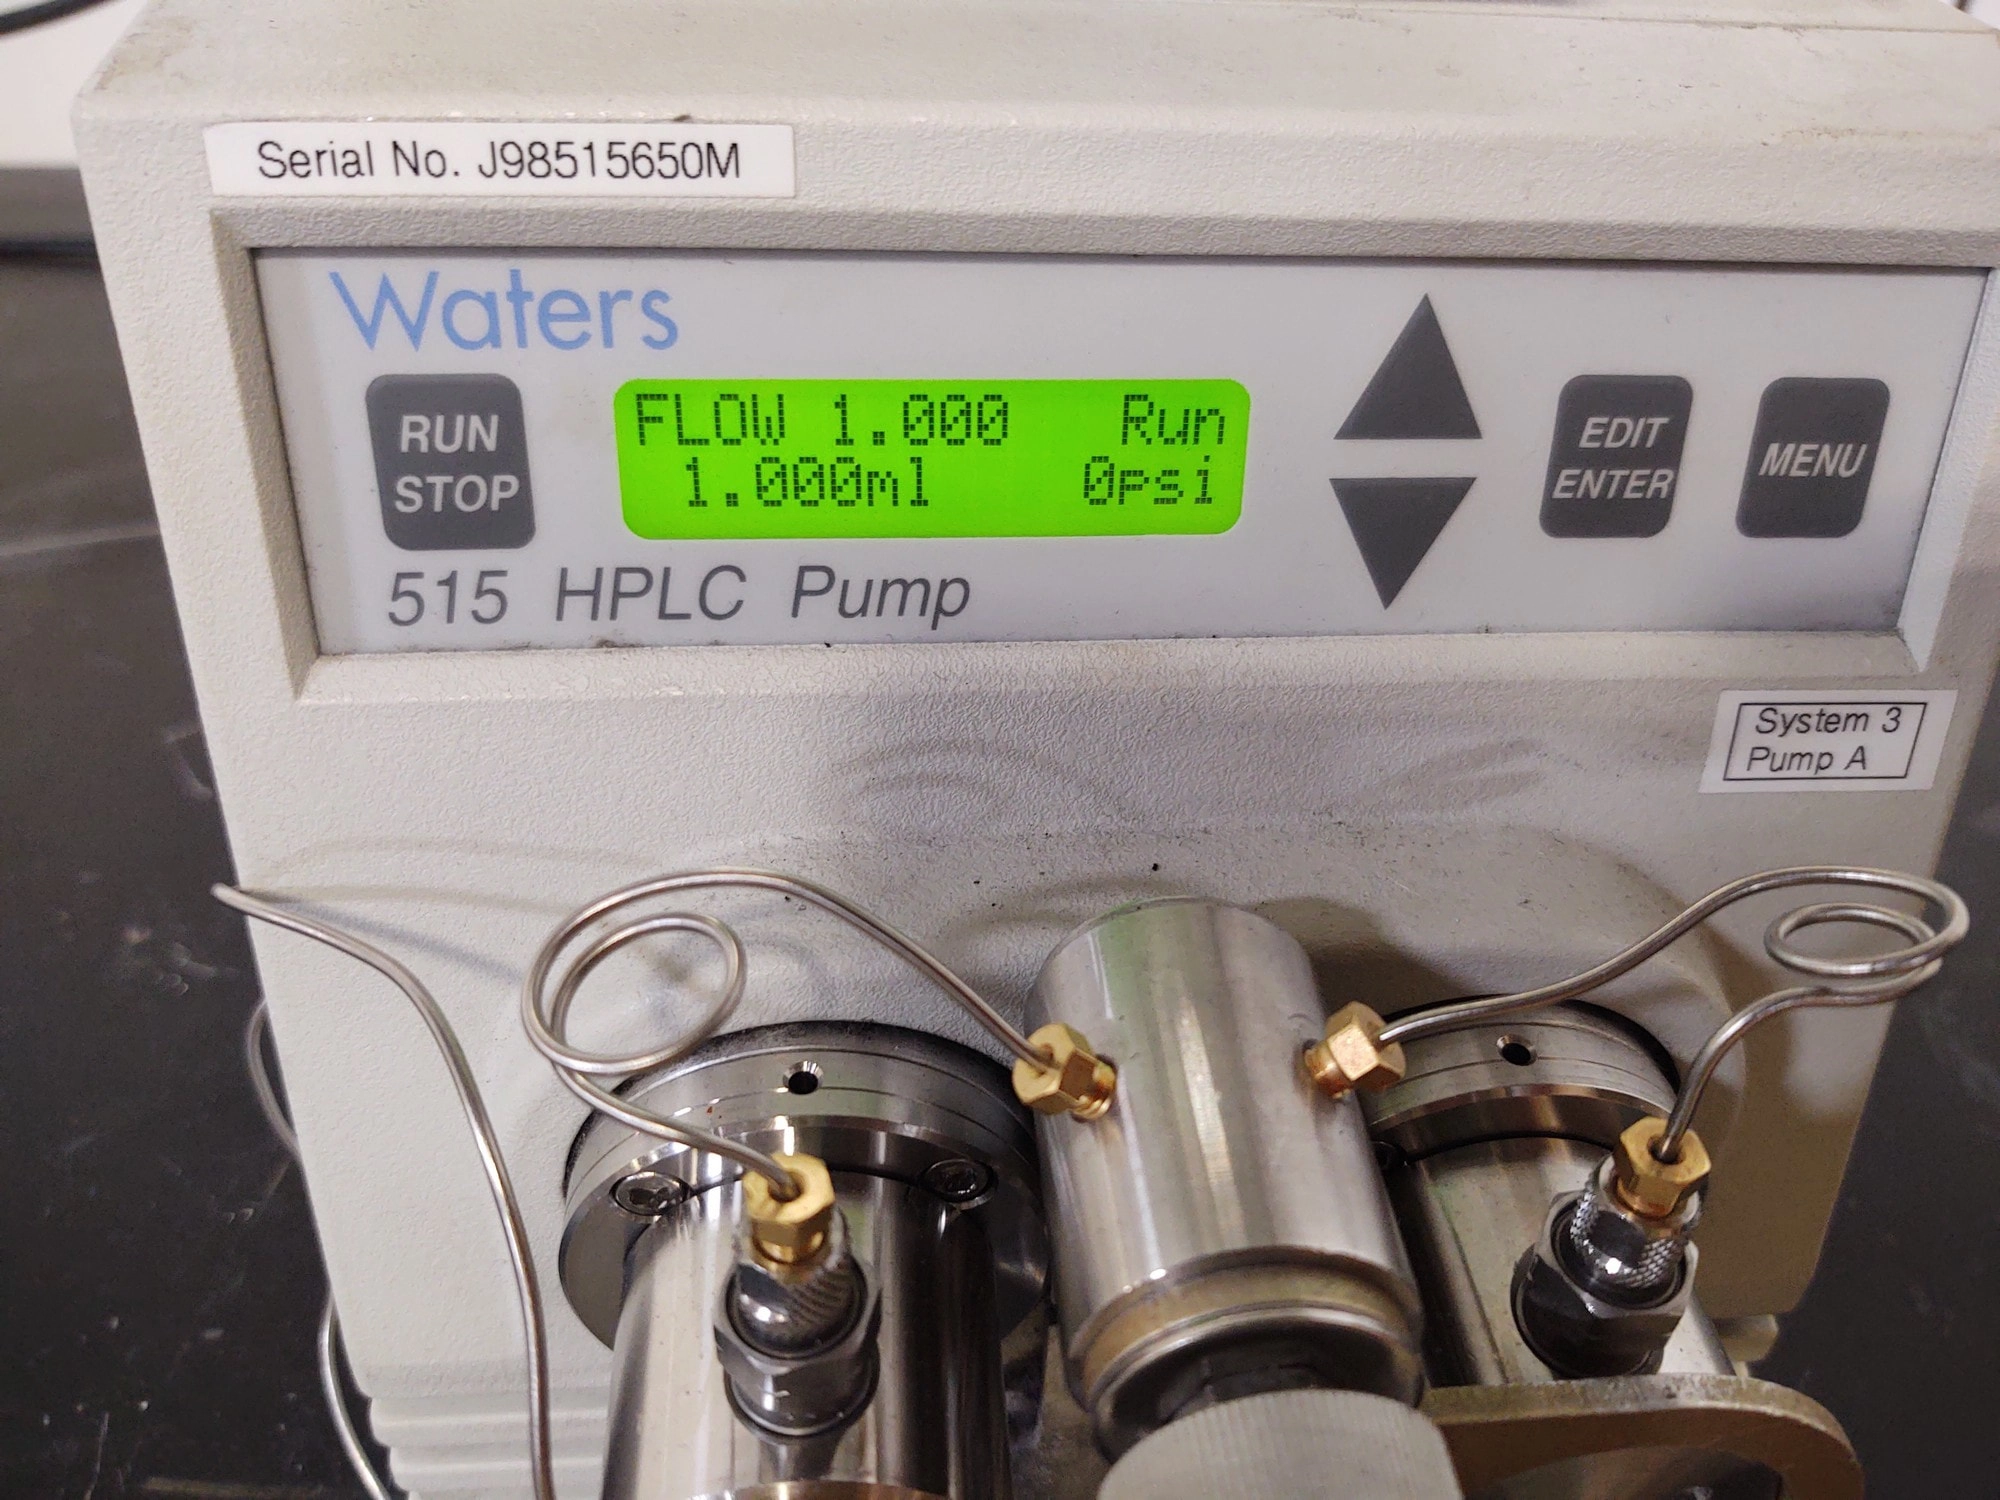 Serial No. J98515650M
Waters
RUN
STOP
FLOW 1.000 Run
1.000ml 0psi
EDIT
ENTER
MENU
515 HPLC Pump
System 3
Pump A